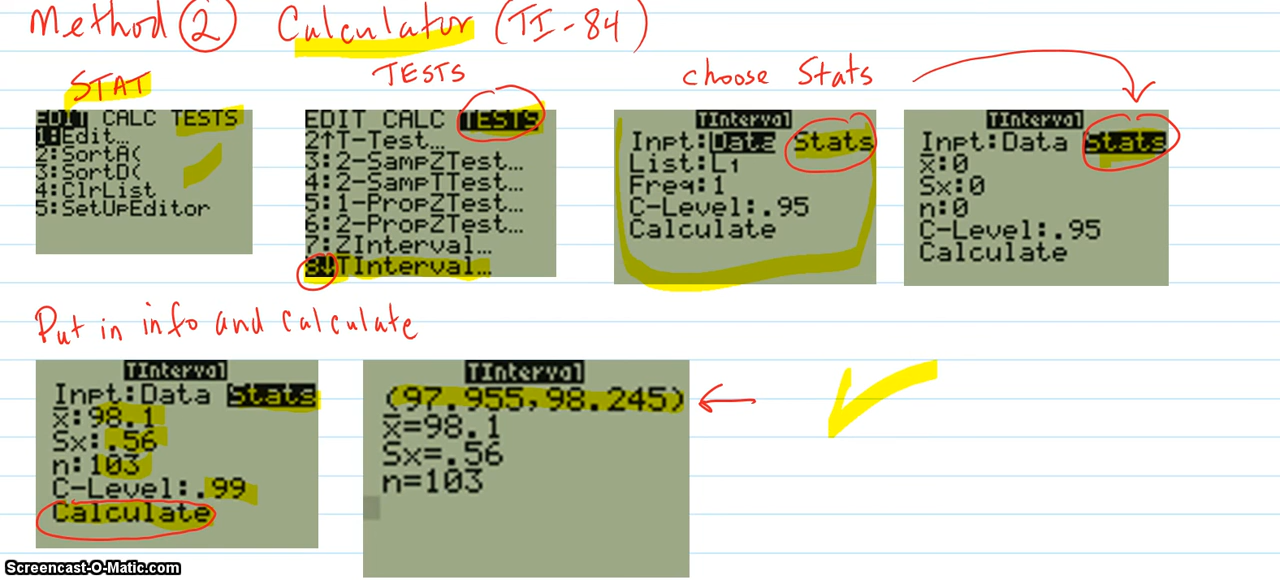 Method ② Calculator (TI-84)
STAT
EDIT CALC TESTS
1:Edit…
2:SortA(
3:SortD(
4:ClrList
5:SetUpEditor
TESTS
EDIT CALC TESTS
2↑T-Test…
3:2-SampZTest…
4:2-SampTTest…
5:1-PropZTest…
6:2-PropZTest…
7:ZInterval…
8↓TInterval…
choose Stats
TInterval
Inpt:Data Stats
List:L₁
Freq:1
C-Level:.95
Calculate
TInterval
Inpt:Data Stats
x̄:0
Sx:0
n:0
C-Level:.95
Calculate
Put in info and calculate
TInterval
Inpt:Data Stats
x̄:98.1
Sx:.56
n:103
C-Level:.99
Calculate
TInterval
(97.955,98.245)
x̄=98.1
Sx=.56
n=103
Screencast-O-Matic.com